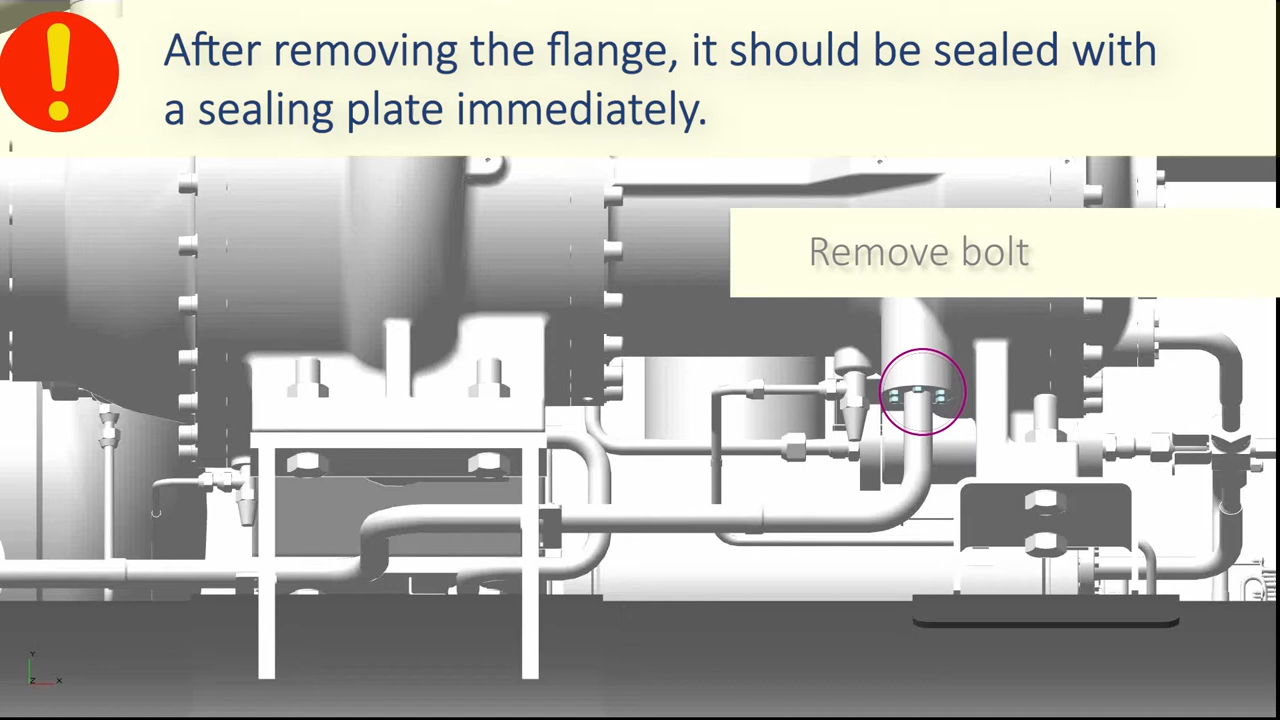 After removing the flange, it should be sealed with
a sealing plate immediately.
Remove bolt
Y
Z X